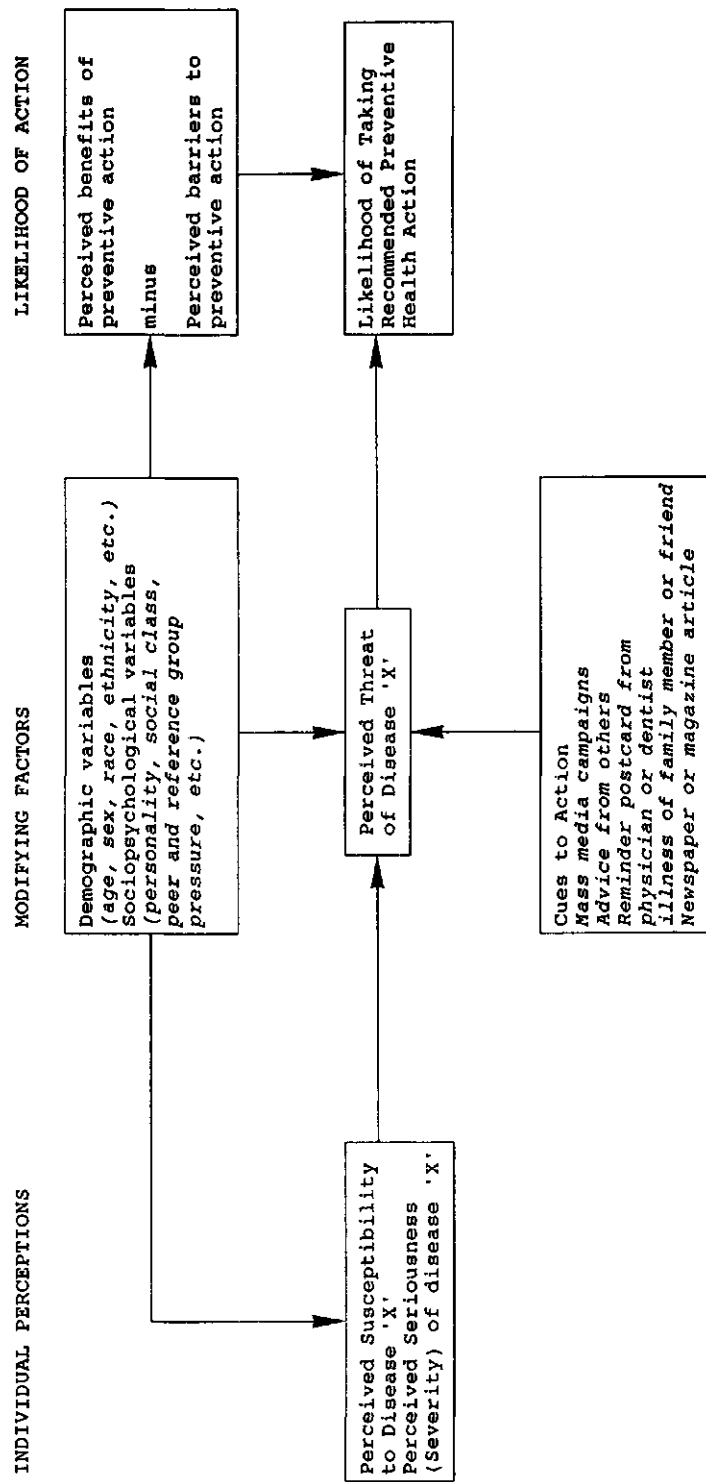 INDIVIDUAL PERCEPTIONS
MODIFYING FACTORS
LIKELIHOOD OF ACTION
Demographic variables
(age, sex, race, ethnicity, etc.)
Sociopsychological variables
(personality, social class,
peer and reference group
pressure, etc.)
Perceived benefits of
preventive action
minus
Perceived barriers to
preventive action
Perceived Susceptibility
to Disease 'X'
Perceived Seriousness
(Severity) of disease 'X'
Perceived Threat
of Disease 'X'
Likelihood of Taking
Recommended Preventive
Health Action
Cues to Action
Mass media campaigns
Advice from others
Reminder postcard from
physician or dentist
illness of family member or friend
Newspaper or magazine article